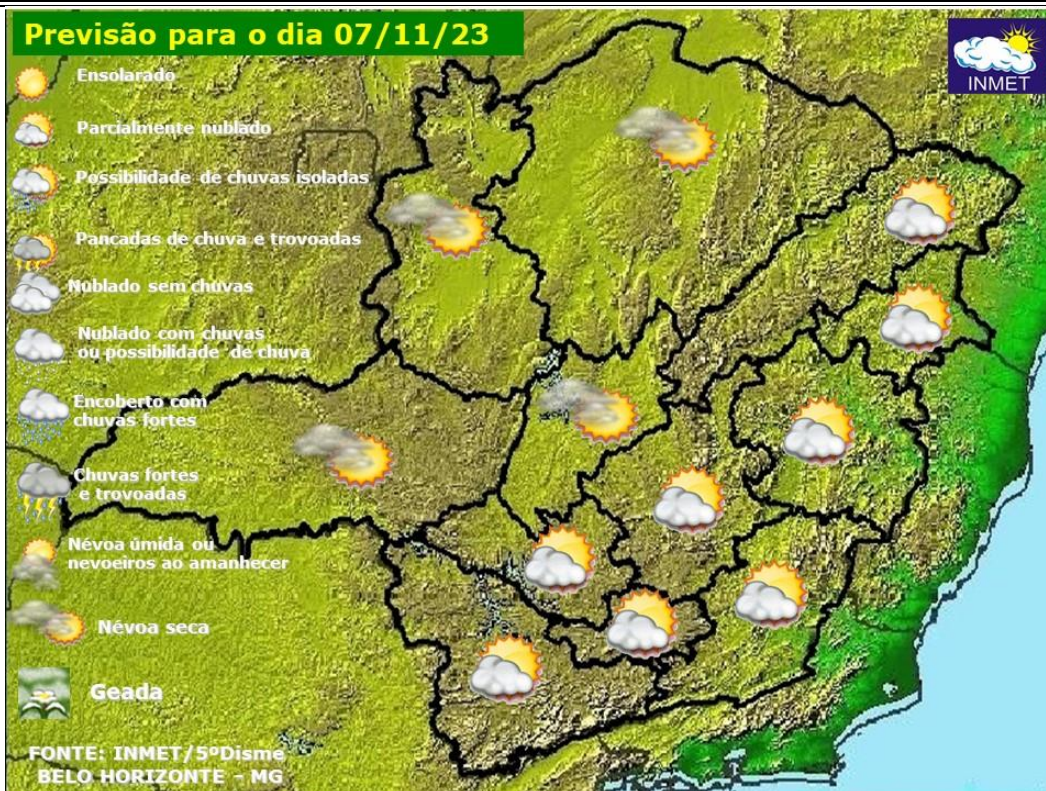 Previsão para o dia 07/11/23
INMET
Ensolarado
Parcialmente nublado
Possibilidade de chuvas isoladas
Pancadas de chuva e trovoadas
Nublado sem chuvas
Nublado com chuvas
ou possibilidade de chuva
Encoberto com
chuvas fortes
Chuvas fortes
e trovoadas
Névoa úmida ou
nevoeiros ao amanhecer
Névoa seca
Geada
FONTE: INMET/5ºDisme
BELO HORIZONTE - MG